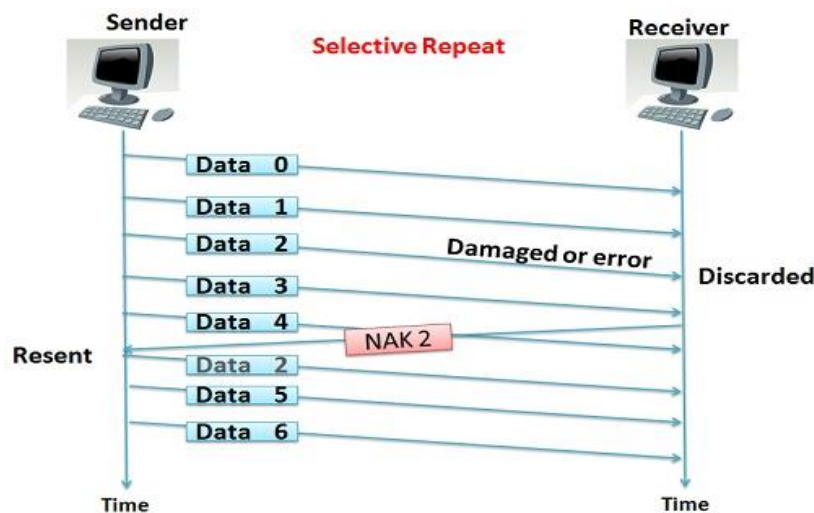 Sender
Receiver
Selective Repeat
Data 0
Data 1
Data 2
Damaged or error
Discarded
Data 3
Data 4
NAK 2
Resent
Data 2
Data 5
Data 6
Time
Time